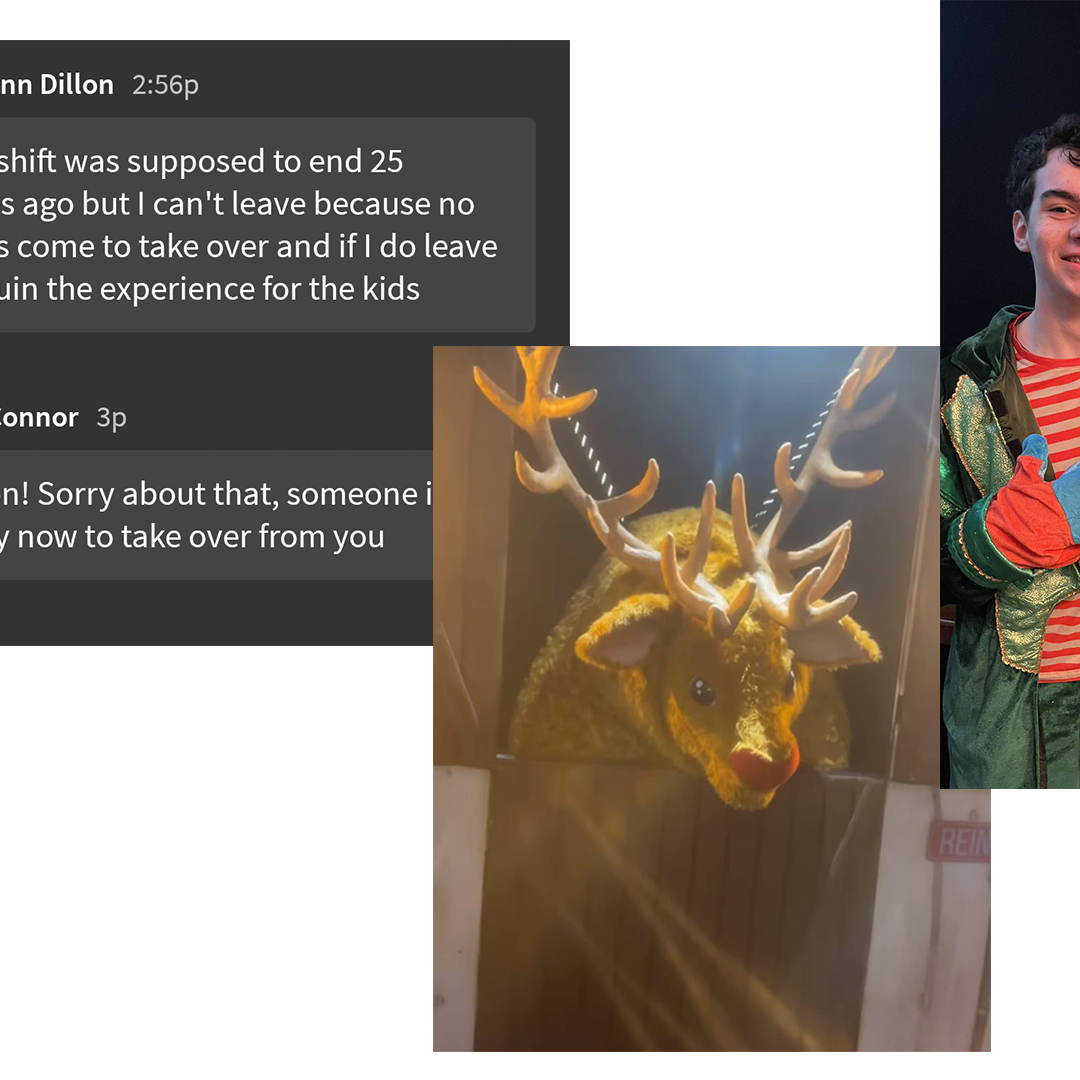 nn Dillon 2:56p
shift was supposed to end 25
s ago but I can't leave because no
s come to take over and if I do leave
uin the experience for the kids
Connor 3p
n! Sorry about that, someone i
y now to take over from you
REIN